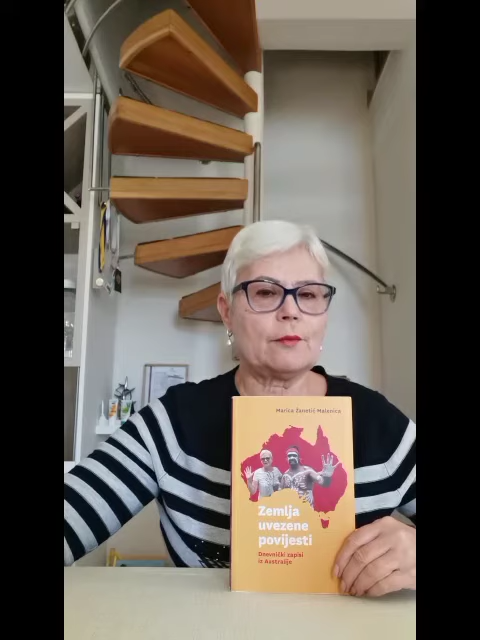 Marica Žanetić Malenica
Zemlja
uvezene
povijesti
Dnevnički zapisi
iz Australije